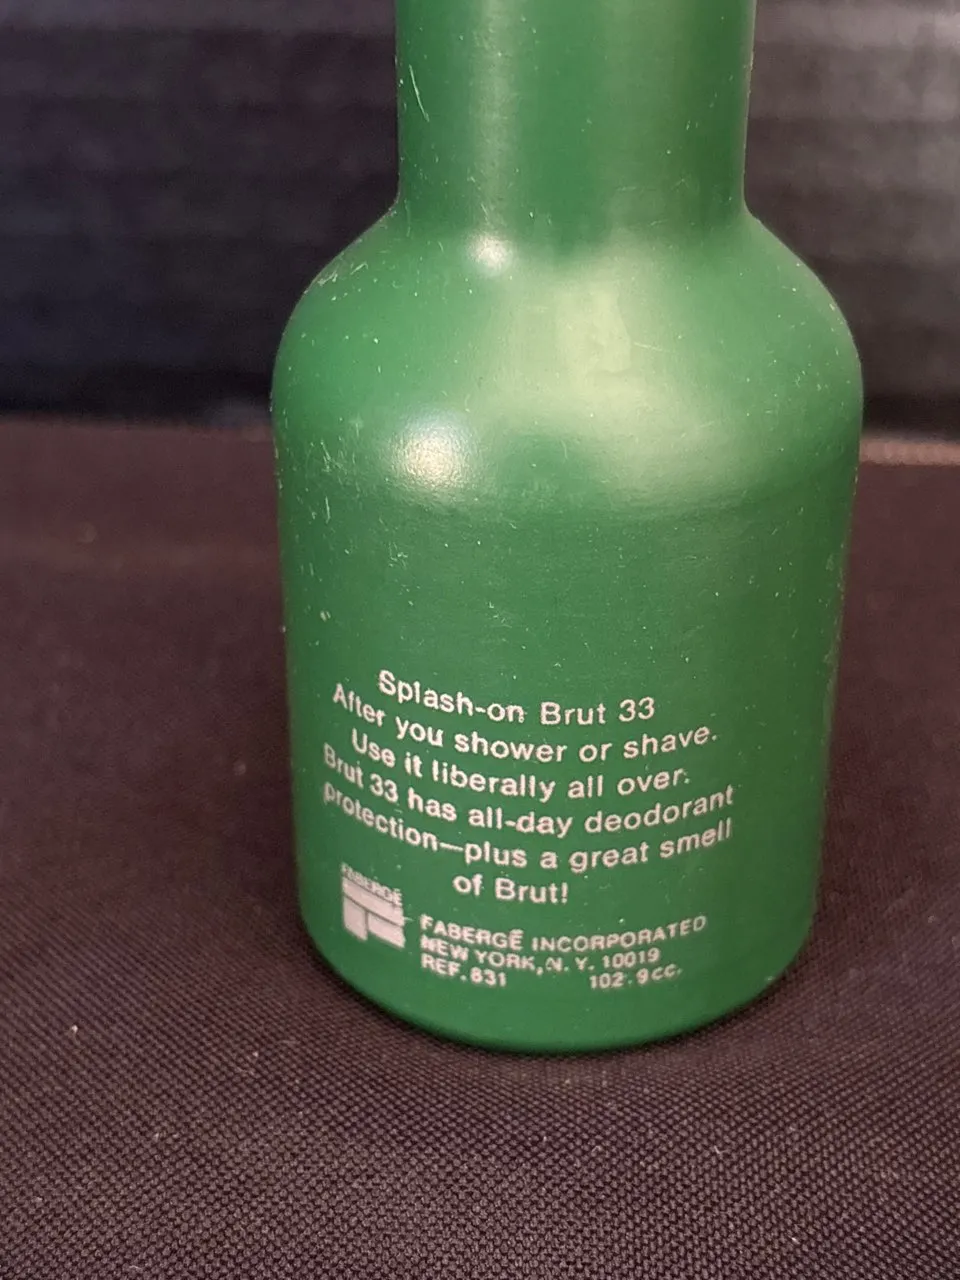 Splash-on Brut 33
After you shower or shave.
Use it liberally all over.
Brut 33 has all-day deodorant
protection—plus a great smell
of Brut!
FABERGÉ
FABERGÉ INCORPORATED
NEW YORK, N. Y. 10019
REF. 831 102.9cc.